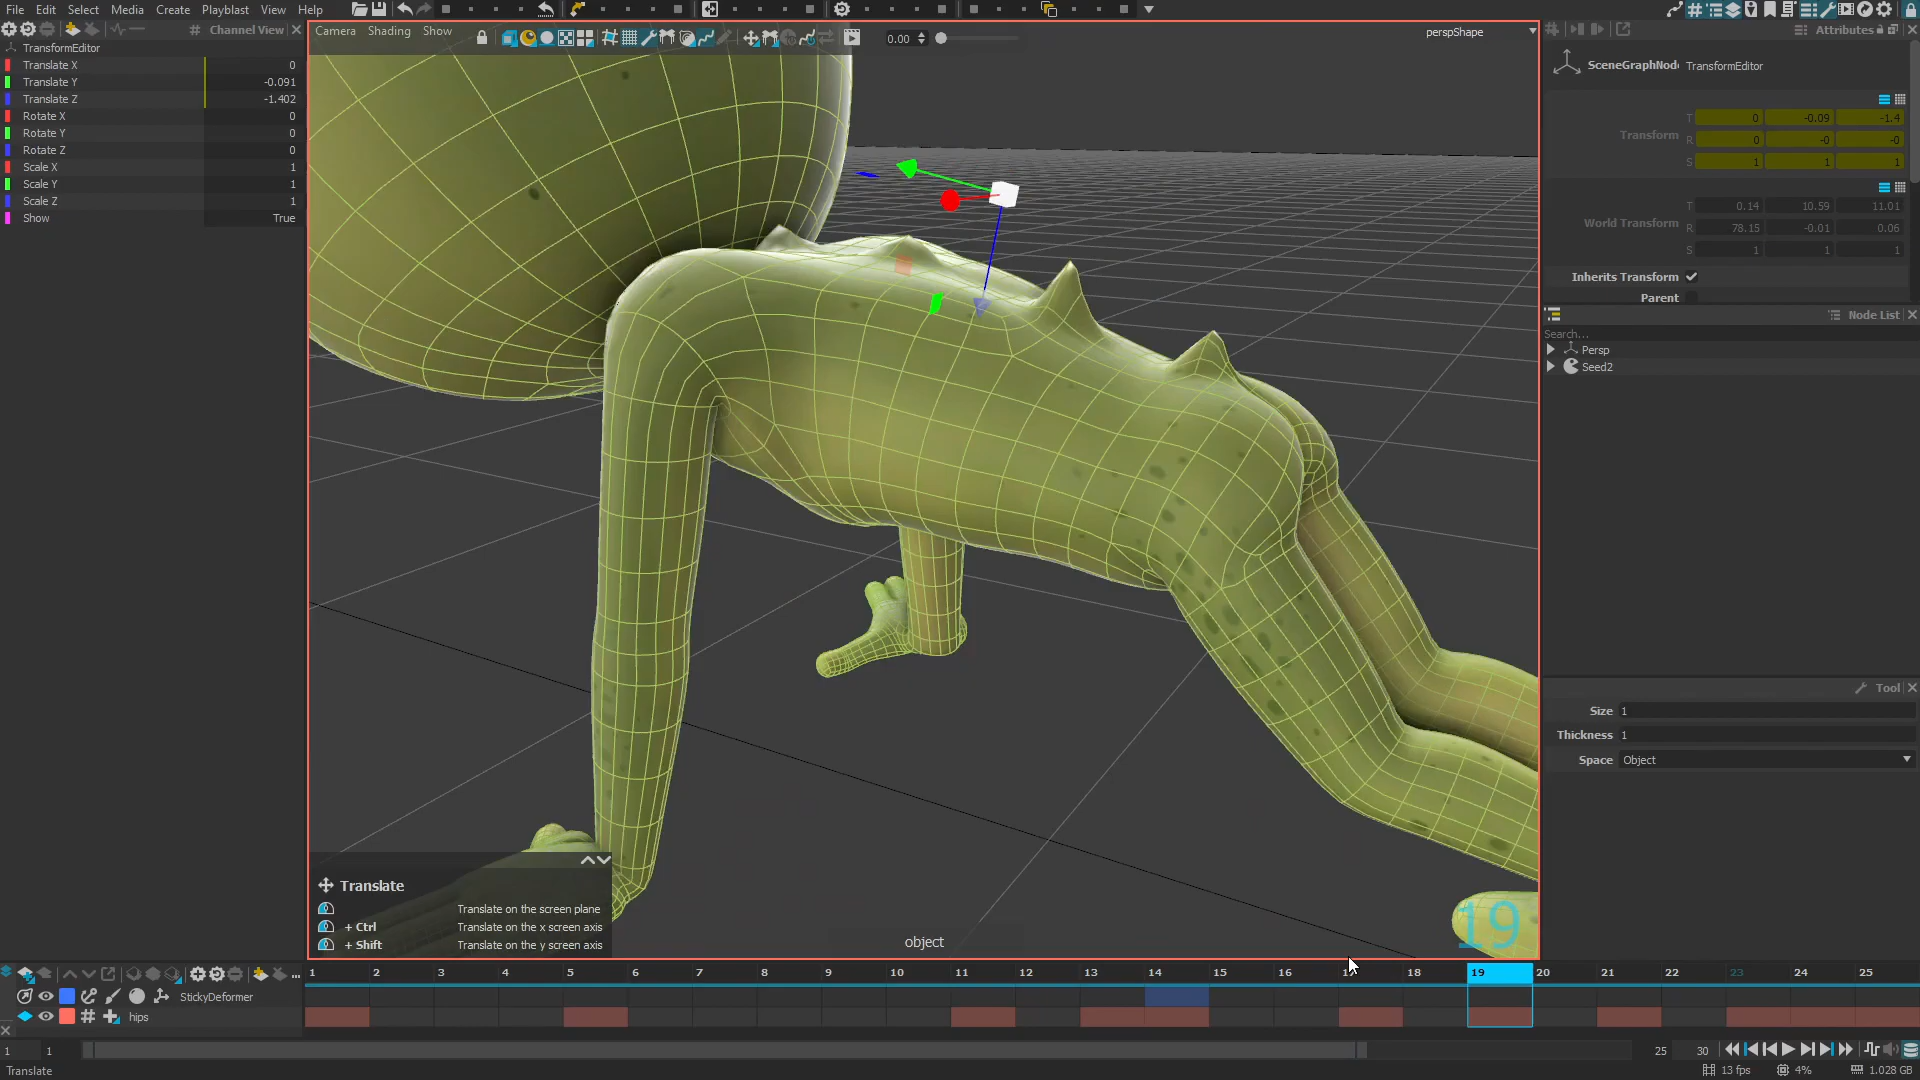 File Edit Select Media Create Playblast View Help
Channel View
Camera Shading Show
0.00
perspShape
Attributes
TransformEditor
Translate X 0
Translate Y -0.091
Translate Z -1.402
Rotate X 0
Rotate Y 0
Rotate Z 0
Scale X 1
Scale Y 1
Scale Z 1
Show True
SceneGraphNode TransformEditor
T 0 -0.09 -1.4
Transform R 0 -0 -0
S 1 1 1
T 0.14 10.59 11.01
World Transform R 78.15 -0.01 0.06
S 1 1 1
Inherits Transform
Parent
Node List
Search...
Persp
Seed2
Tool
Size 1
Thickness 1
Space Object
Translate
Translate on the screen plane
+ Ctrl Translate on the x screen axis
+ Shift Translate on the y screen axis
object
19
1 2 3 4 5 6 7 8 9 10 11 12 13 14 15 16 17 18 19 20 21 22 23 24 25
StickyDeformer
hips
1 1 25 30
Translate
13 fps 4% 1.028 GB